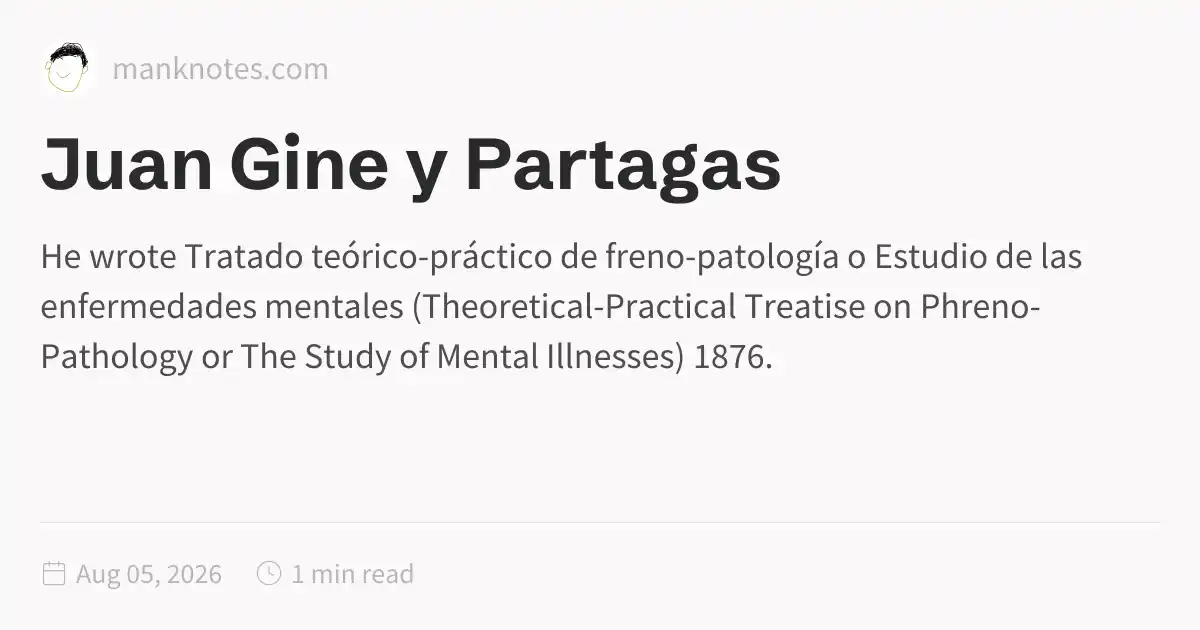 manknotes.com
Juan Gine y Partagas
He wrote Tratado teórico-práctico de freno-patología o Estudio de las
enfermedades mentales (Theoretical-Practical Treatise on Phreno-
Pathology or The Study of Mental Illnesses) 1876.
Aug 05, 2026 1 min read